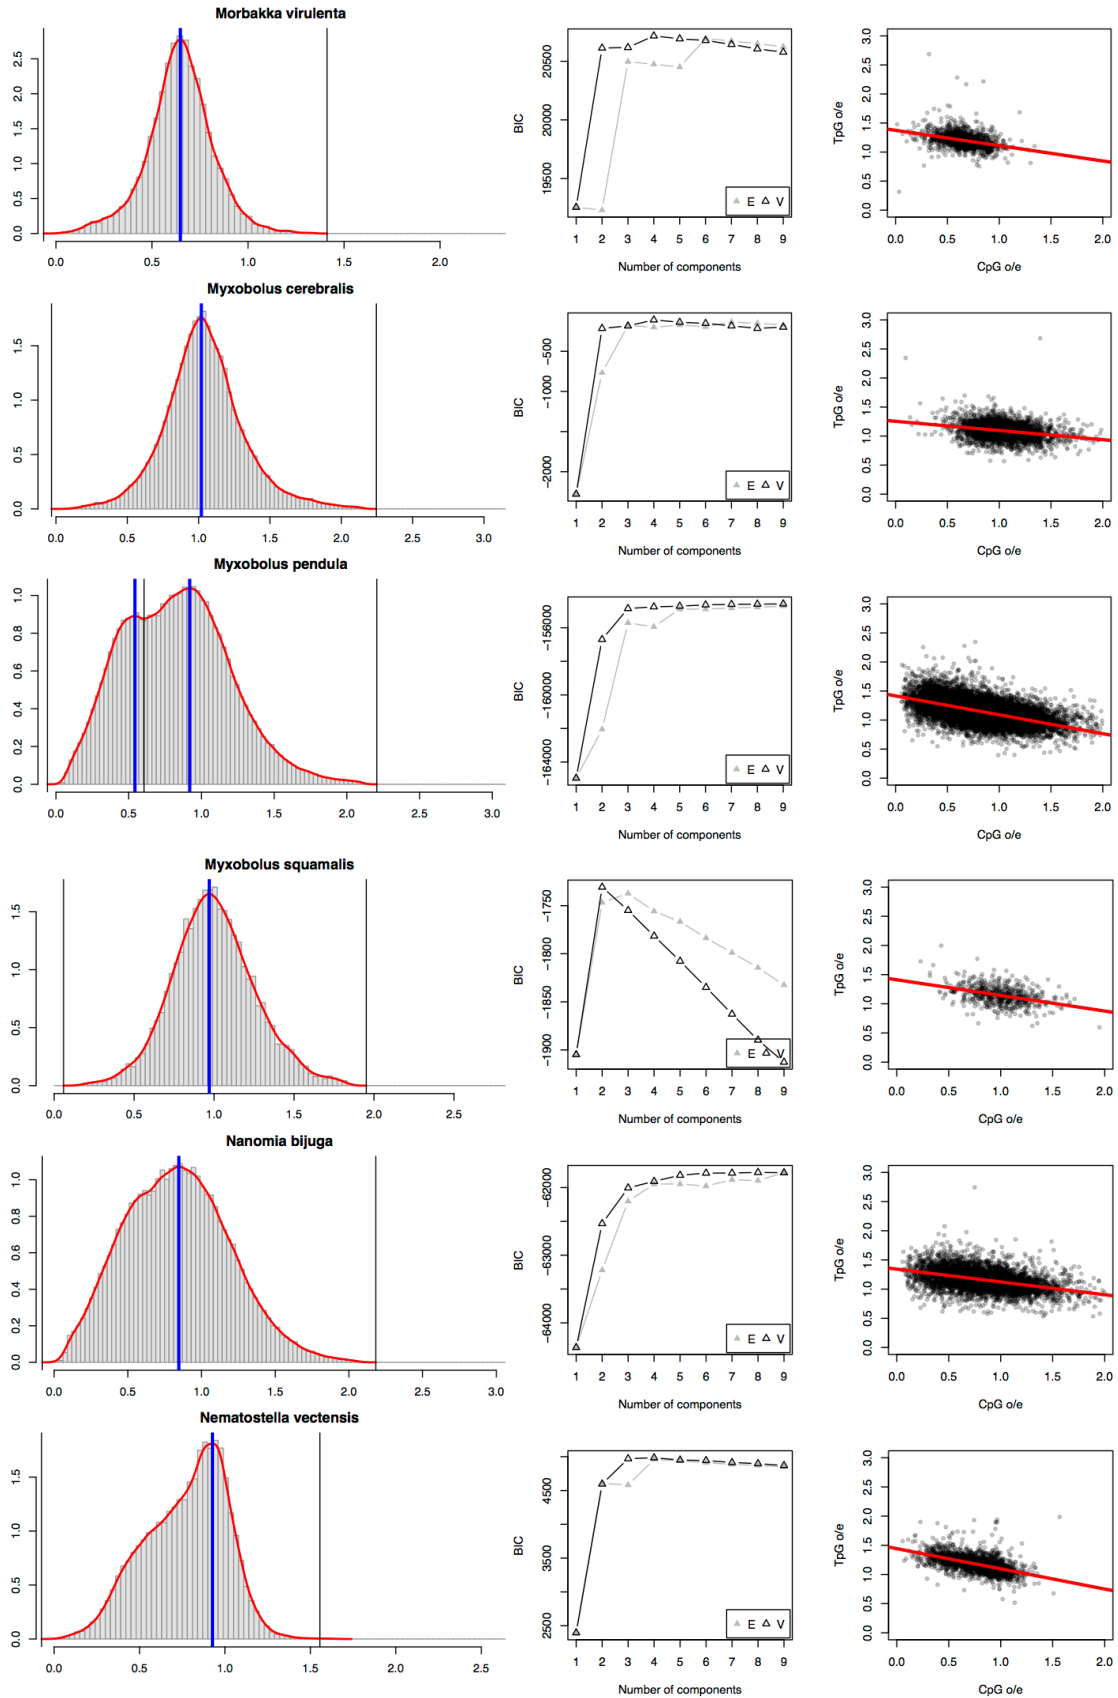 Morbakka virulenta
0.0 0.5 1.0 1.5 2.0 2.5
0.0 0.5 1.0 1.5 2.0
BIC
19500 20000 20500
E V
1 2 3 4 5 6 7 8 9
Number of components
TpG o/e
0.0 0.5 1.0 1.5 2.0 2.5 3.0
0.0 0.5 1.0 1.5 2.0
CpG o/e
Myxobolus cerebralis
0.0 0.5 1.0 1.5
0.0 0.5 1.0 1.5 2.0 2.5 3.0
BIC
−2000 −1000 −500
E V
1 2 3 4 5 6 7 8 9
Number of components
TpG o/e
0.0 0.5 1.0 1.5 2.0 2.5 3.0
0.0 0.5 1.0 1.5 2.0
CpG o/e
Myxobolus pendula
0.0 0.2 0.4 0.6 0.8 1.0
0.0 0.5 1.0 1.5 2.0 2.5 3.0
BIC
−164000 −160000 −156000
E V
1 2 3 4 5 6 7 8 9
Number of components
TpG o/e
0.0 0.5 1.0 1.5 2.0 2.5 3.0
0.0 0.5 1.0 1.5 2.0
CpG o/e
Myxobolus squamalis
0.0 0.5 1.0 1.5
0.0 0.5 1.0 1.5 2.0 2.5
BIC
−1900 −1850 −1800 −1750
E V
1 2 3 4 5 6 7 8 9
Number of components
TpG o/e
0.0 0.5 1.0 1.5 2.0 2.5 3.0
0.0 0.5 1.0 1.5 2.0
CpG o/e
Nanomia bijuga
0.0 0.2 0.4 0.6 0.8 1.0
0.0 0.5 1.0 1.5 2.0 2.5 3.0
BIC
−64000 −63000 −62000
E V
1 2 3 4 5 6 7 8 9
Number of components
TpG o/e
0.0 0.5 1.0 1.5 2.0 2.5 3.0
0.0 0.5 1.0 1.5 2.0
CpG o/e
Nematostella vectensis
0.0 0.5 1.0 1.5
0.0 0.5 1.0 1.5 2.0 2.5
BIC
2500 3500 4500
E V
1 2 3 4 5 6 7 8 9
Number of components
TpG o/e
0.0 0.5 1.0 1.5 2.0 2.5 3.0
0.0 0.5 1.0 1.5 2.0
CpG o/e